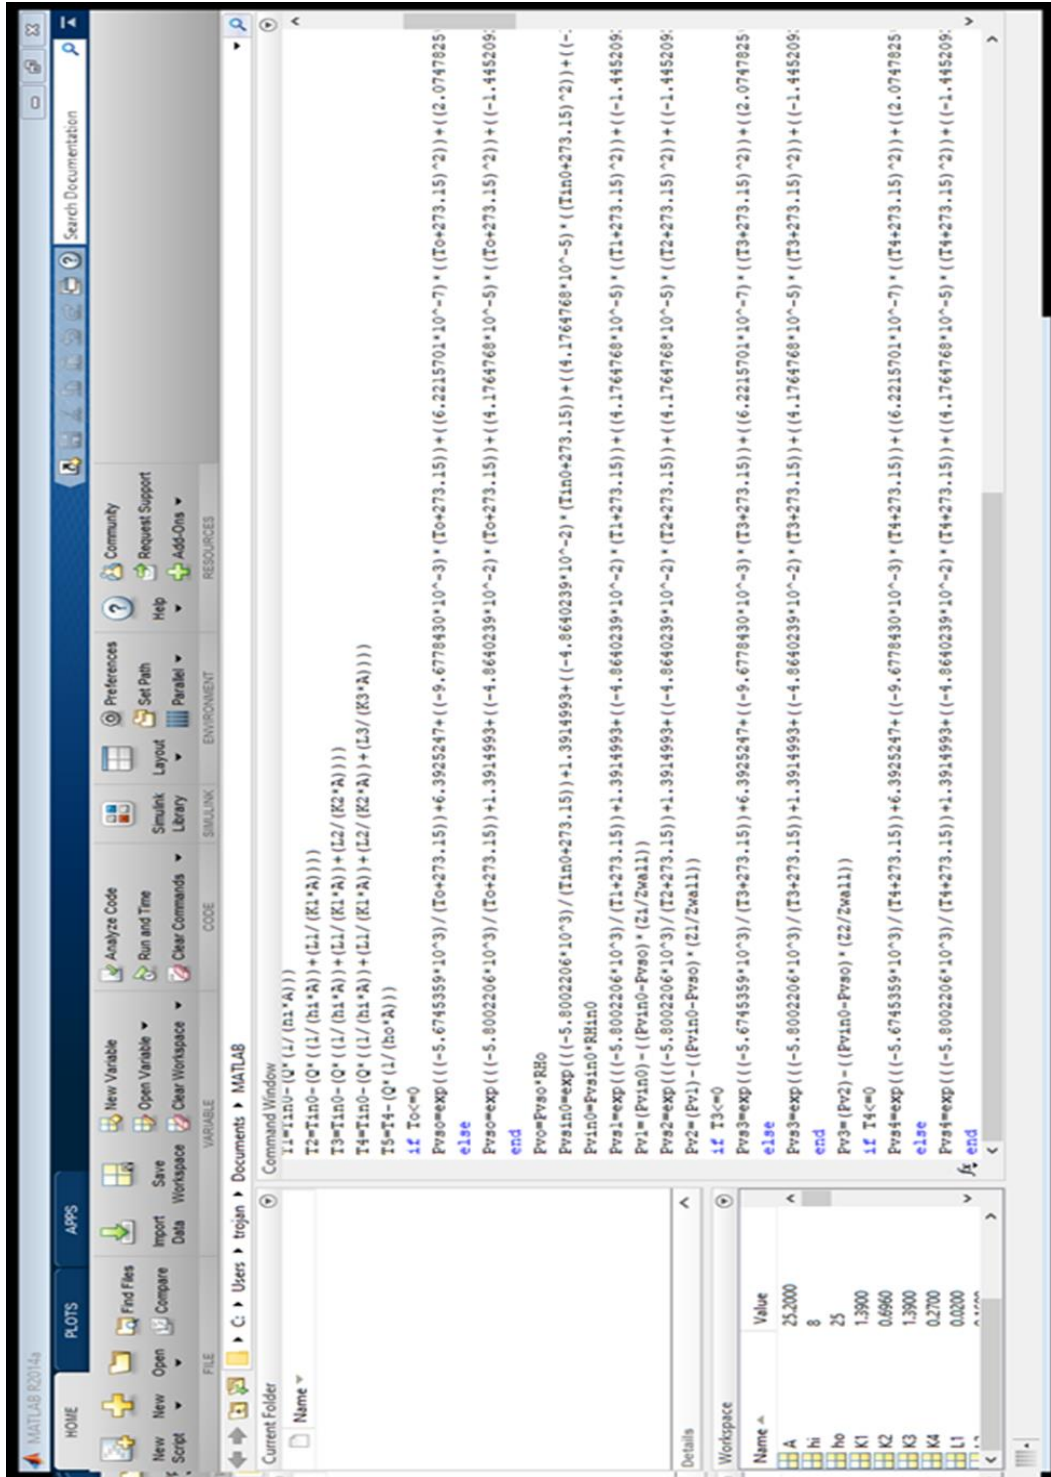 MATLAB R2014a
HOME PLOTS APPS
Search Documentation
New Script
New
Open
Find Files
Compare
FILE
Import Data
Save Workspace
New Variable
Open Variable
Clear Workspace
VARIABLE
Analyze Code
Run and Time
Clear Commands
CODE
Simulink Library
SIMULINK
Layout
Preferences
Set Path
Parallel
ENVIRONMENT
Help
Community
Request Support
Add-Ons
RESOURCES
C: Users trojan Documents MATLAB
Current Folder
Name
Details
Workspace
Name Value
A 25.2000
hi 8
ho 25
K1 1.3900
K2 0.6960
K3 1.3900
K4 0.2700
L1 0.0200
Command Window
T1=Tin0-(Q*(1/(hi*A)))
T2=Tin0-(Q*((1/(hi*A))+(L1/(K1*A))))
T3=Tin0-(Q*((1/(hi*A))+(L1/(K1*A))+(L2/(K2*A))))
T4=Tin0-(Q*((1/(hi*A))+(L1/(K1*A))+(L2/(K2*A))+(L3/(K3*A))))
T5=T4-(Q*(1/(ho*A)))
if To<=0
Pvso=exp(((-5.6745359*10^3)/(To+273.15))+6.3925247+((-9.6778430*10^-3)*(To+273.15))+((6.2215701*10^-7)*((To+273.15)^2))+((2.0747825
else
Pvso=exp(((-5.8002206*10^3)/(To+273.15))+1.3914993+((-4.8640239*10^-2)*(To+273.15))+((4.1764768*10^-5)*((To+273.15)^2))+((-1.445209
end
Pvo=Pvso*RHo
Pvsin0=exp(((-5.8002206*10^3)/(Tin0+273.15))+1.3914993+((-4.8640239*10^-2)*(Tin0+273.15))+((4.1764768*10^-5)*((Tin0+273.15)^2))+((-
Pvin0=Pvsin0*RHin0
Pvs1=exp(((-5.8002206*10^3)/(T1+273.15))+1.3914993+((-4.8640239*10^-2)*(T1+273.15))+((4.1764768*10^-5)*((T1+273.15)^2))+((-1.445209
Pv1=(Pvin0)-((Pvin0-Pvso)*(Zi/Zwall))
Pvs2=exp(((-5.8002206*10^3)/(T2+273.15))+1.3914993+((-4.8640239*10^-2)*(T2+273.15))+((4.1764768*10^-5)*((T2+273.15)^2))+((-1.445209
Pv2=(Pv1)-((Pvin0-Pvso)*(Z1/Zwall))
if T3<=0
Pvs3=exp(((-5.6745359*10^3)/(T3+273.15))+6.3925247+((-9.6778430*10^-3)*(T3+273.15))+((6.2215701*10^-7)*((T3+273.15)^2))+((2.0747825
else
Pvs3=exp(((-5.8002206*10^3)/(T3+273.15))+1.3914993+((-4.8640239*10^-2)*(T3+273.15))+((4.1764768*10^-5)*((T3+273.15)^2))+((-1.445209
end
Pv3=(Pv2)-((Pvin0-Pvso)*(Z2/Zwall))
if T4<=0
Pvs4=exp(((-5.6745359*10^3)/(T4+273.15))+6.3925247+((-9.6778430*10^-3)*(T4+273.15))+((6.2215701*10^-7)*((T4+273.15)^2))+((2.0747825
else
Pvs4=exp(((-5.8002206*10^3)/(T4+273.15))+1.3914993+((-4.8640239*10^-2)*(T4+273.15))+((4.1764768*10^-5)*((T4+273.15)^2))+((-1.445209
fx end